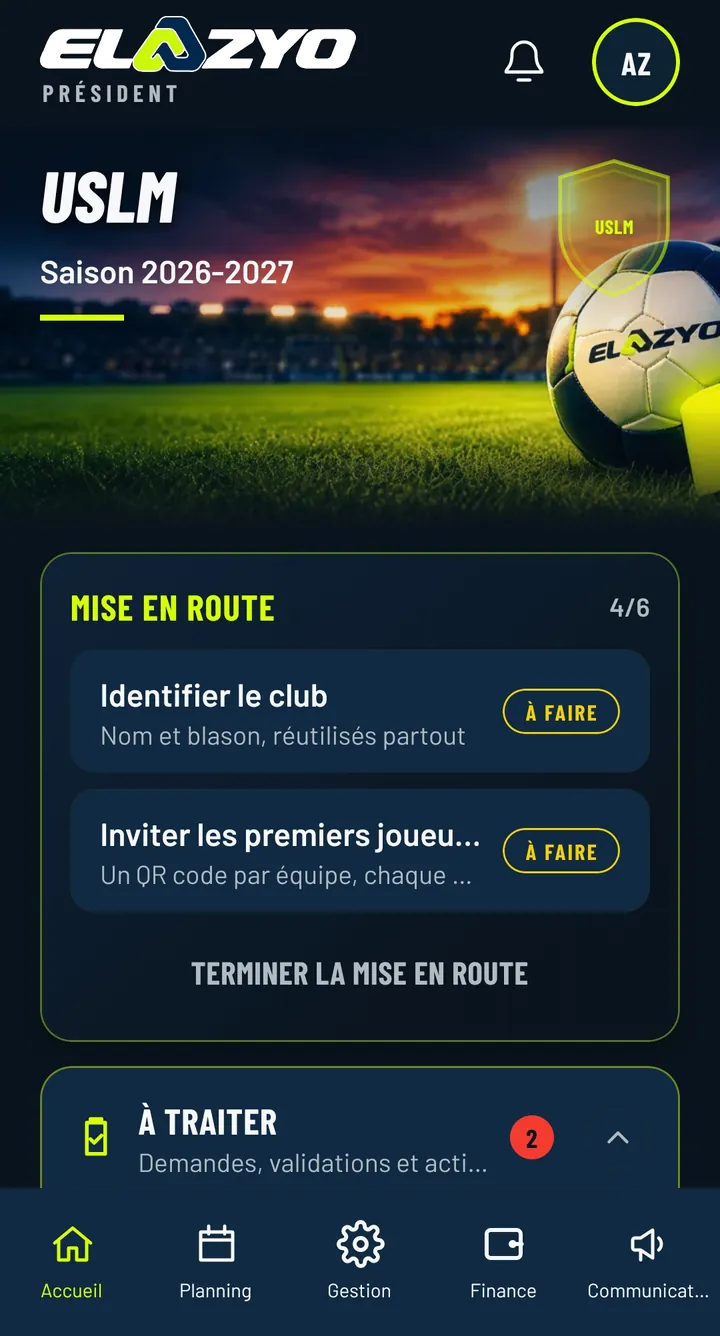 ELAZYO
PRÉSIDENT
AZ
USLM
Saison 2026-2027
USLM
ELAZYO
MISE EN ROUTE
4/6
Identifier le club
Nom et blason, réutilisés partout
À FAIRE
Inviter les premiers joueu...
Un QR code par équipe, chaque ...
À FAIRE
TERMINER LA MISE EN ROUTE
À TRAITER
Demandes, validations et acti...
2
Accueil
Planning
Gestion
Finance
Communicat...